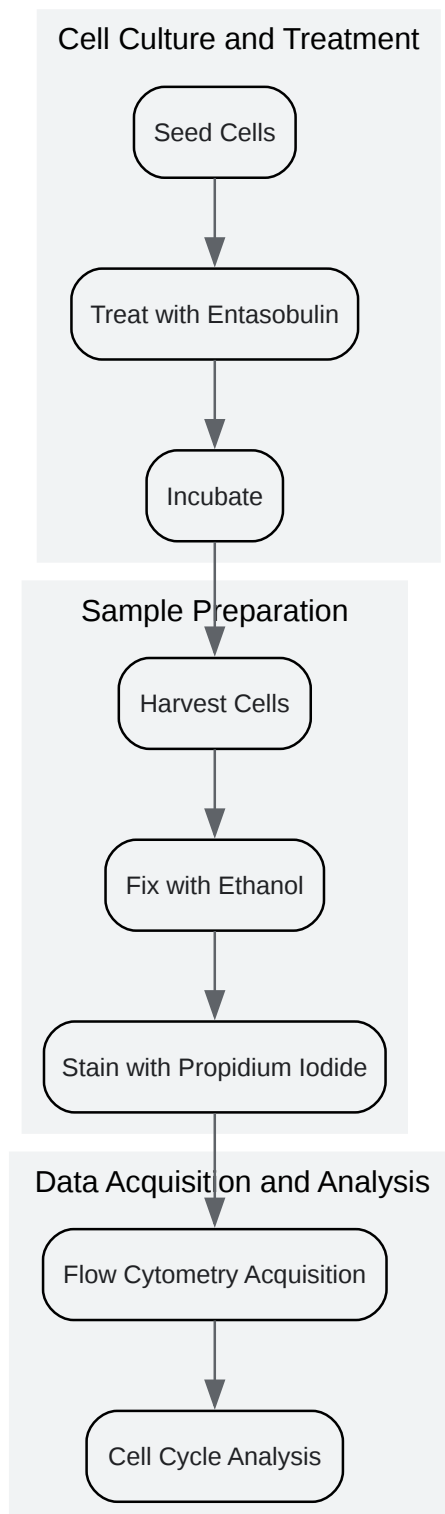 Cell Culture and Treatment
Seed Cells
Treat with Entasobulin
Incubate
Sample Preparation
Harvest Cells
Fix with Ethanol
Stain with Propidium Iodide
Data Acquisition and Analysis
Flow Cytometry Acquisition
Cell Cycle Analysis